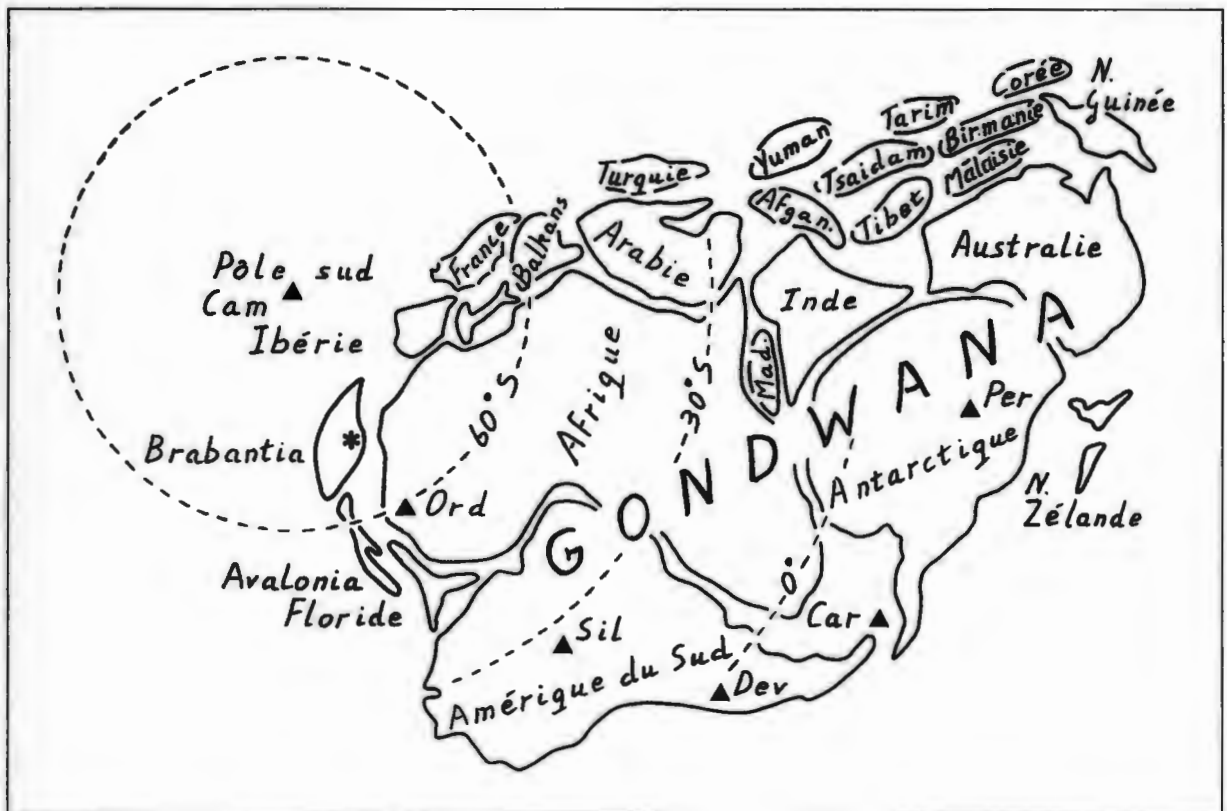 Corée
N.
Guinée
Tarim
Birmanie
Yuman
Tsaidam
Malaisie
Turquie
Afgan.
Tibet
France
Balkans
Arabie
Australie
Pôle sud
Cam
Inde
Ibérie
60°S
Afrique
30°S
Mad.
GONDWANA
Per
Brabantia
*
Antarctique
Ord
N.
Zélande
Avalonia
Floride
0°
Car
Sil
Amérique du Sud
Dev